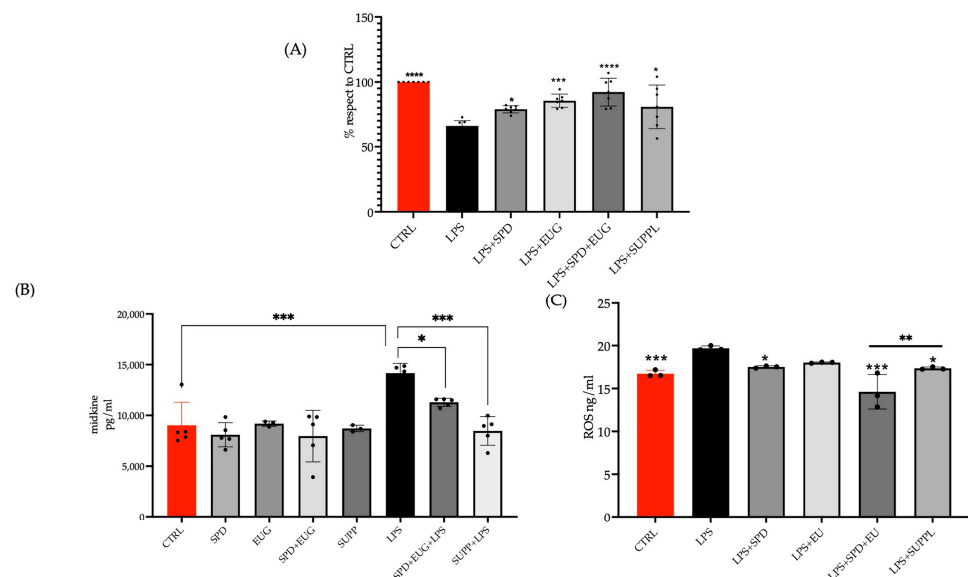 (A)
150
100
50
0
% respect to CTRL
****
*
***
****
*
CTRL
LPS
LPS+SPD
LPS+EUG
LPS+SPD+EUG
LPS+SUPPL
(B)
20,000
15,000
10,000
5,000
0
midkine
pg/ml
***
***
*
CTRL
SPD
EUG
SPD+EUG
SUPP
LPS
SPD+EUG+LPS
SUPP+LPS
(C)
25
20
15
10
5
0
ROS ng/ml
**
***
*
***
*
CTRL
LPS
LPS+SPD
LPS+EU
LPS+SPD+EU
LPS+SUPPL